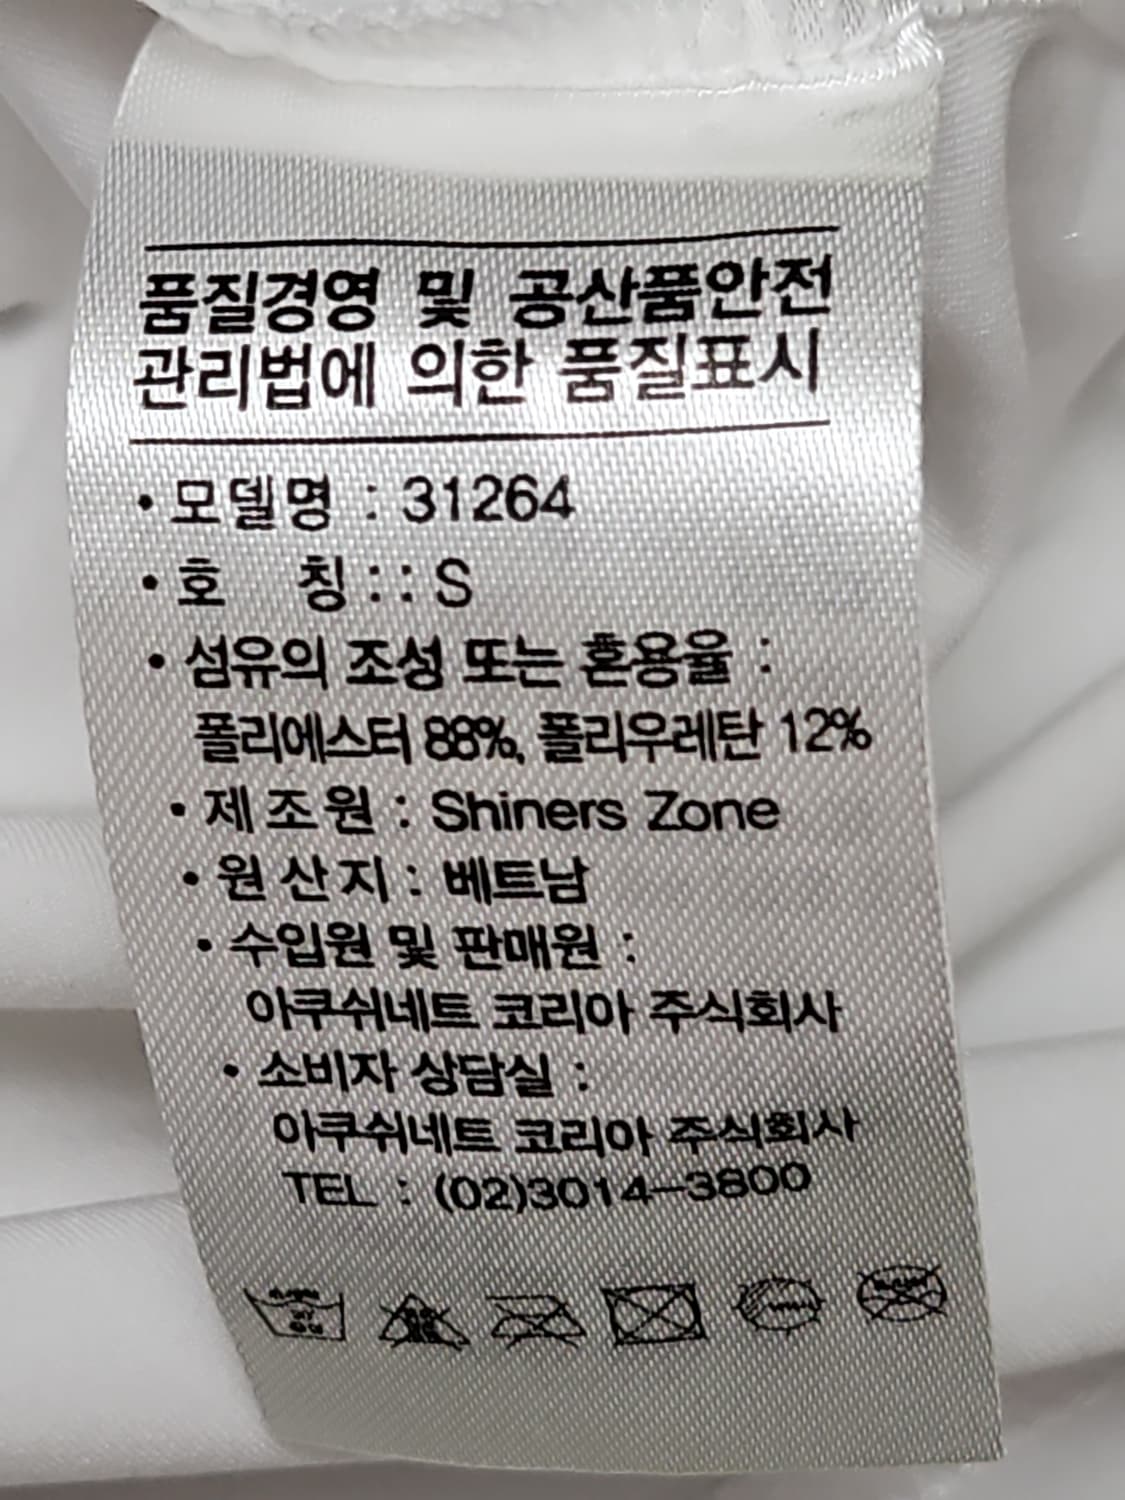 품질경영 및 공산품안전
관리법에 의한 품질표시
• 모델명 : 31264
• 호 칭 : : S
• 섬유의 조성 또는 혼용율 :
폴리에스터 88%, 폴리우레탄 12%
• 제조원 : Shiners Zone
• 원산지 : 베트남
• 수입원 및 판매원 :
아쿠쉬네트 코리아 주식회사
• 소비자 상담실 :
아쿠쉬네트 코리아 주식회사
TEL : (02)3014-3800